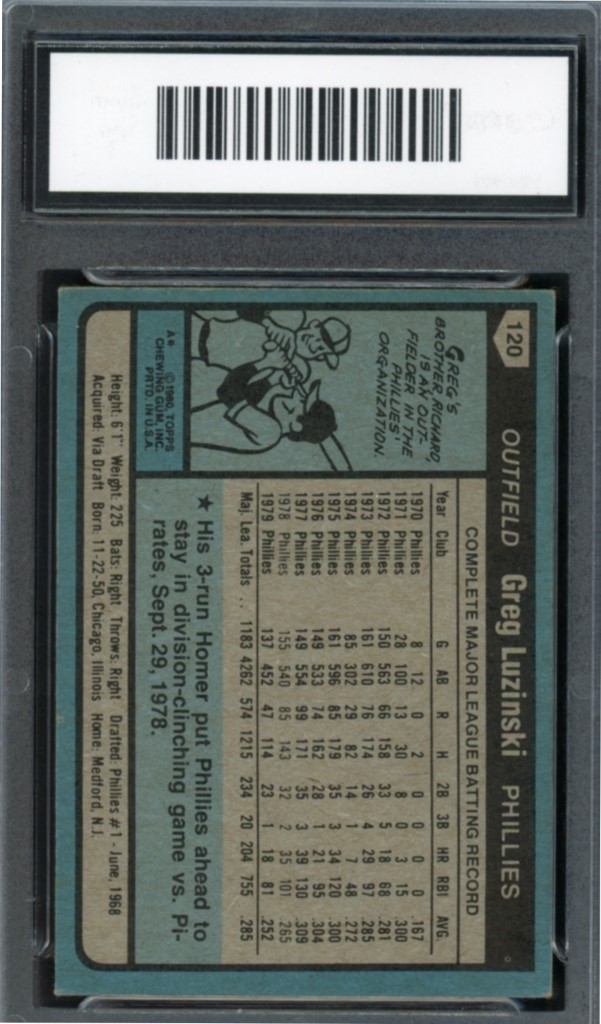 120
OUTFIELD Greg Luzinski PHILLIES
GREG'S
BROTHER, RICHARD,
IS AN OUT-
FIELDER IN THE
PHILLIES'
ORGANIZATION.
A*
© 1980 TOPPS
CHEWING GUM, INC.
PRTD. IN U.S.A.
COMPLETE MAJOR LEAGUE BATTING RECORD
Year Club G AB R H 2B 3B HR RBI AVG.
1970 Phillies 8 12 0 2 0 0 0 0 .167
1971 Phillies 28 100 13 30 8 0 3 15 .300
1972 Phillies 150 563 66 158 33 5 18 68 .281
1973 Phillies 161 610 76 174 26 4 29 97 .285
1974 Phillies 85 302 29 82 14 1 7 48 .272
1975 Phillies 161 596 85 179 35 3 34 120 .300
1976 Phillies 149 533 74 162 28 1 21 95 .304
1977 Phillies 149 554 99 171 35 3 39 130 .309
1978 Phillies 155 540 85 143 32 2 35 101 .265
1979 Phillies 137 452 47 114 23 1 18 81 .252
Maj. Lea. Totals .. 1183 4262 574 1215 234 20 204 755 .285
★ His 3-run Homer put Phillies ahead to
stay in division-clinching game vs. Pi-
rates, Sept. 29, 1978.
Height: 6'1" Weight: 225 Bats: Right Throws: Right Drafted: Phillies #1 - June, 1968
Acquired: Via Draft Born: 11-22-50, Chicago, Illinois Home: Medford, N.J.